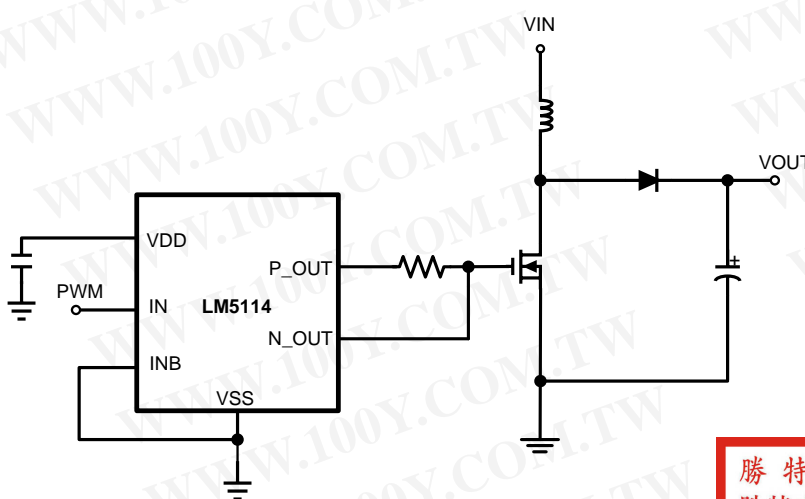 WWW.100Y.COM.TW
VIN
VOUT
VDD
P_OUT
PWM
IN
LM5114
N_OUT
INB
VSS
勝 特